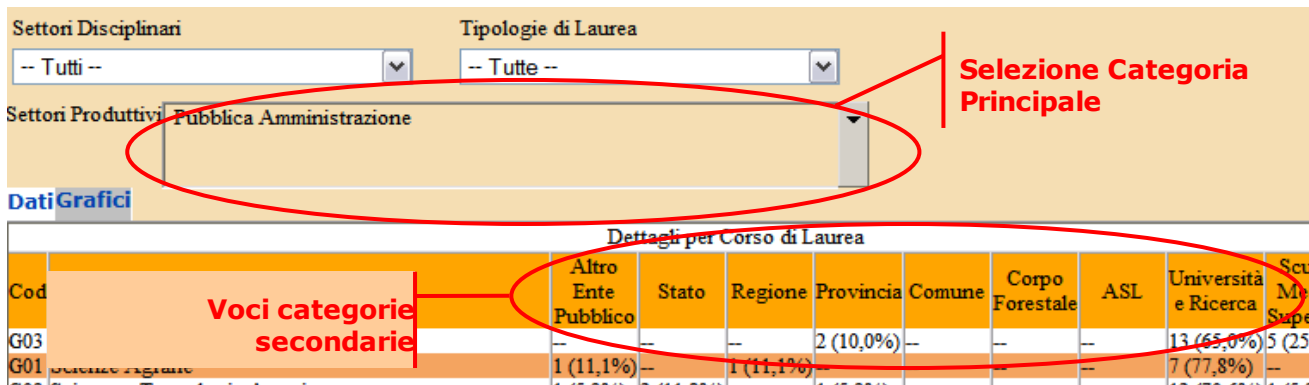 Settori Disciplinari Tipologie di Laurea
-- Tutti -- -- Tutte --
Selezione Categoria
Principale
Settori Produttivi Pubblica Amministrazione
Dati Grafici
Dettagli per Corso di Laurea
Cod Altro Ente Pubblico Stato Regione Provincia Comune Corpo Forestale ASL Università e Ricerca
Voci categorie
secondarie
G03 -- -- -- 2 (10,0%) -- -- -- 13 (65,0%) 5 (25
G01 Scienze Agrarie 1 (11,1%) -- 1 (11,1%) -- -- -- -- 7 (77,8%) --